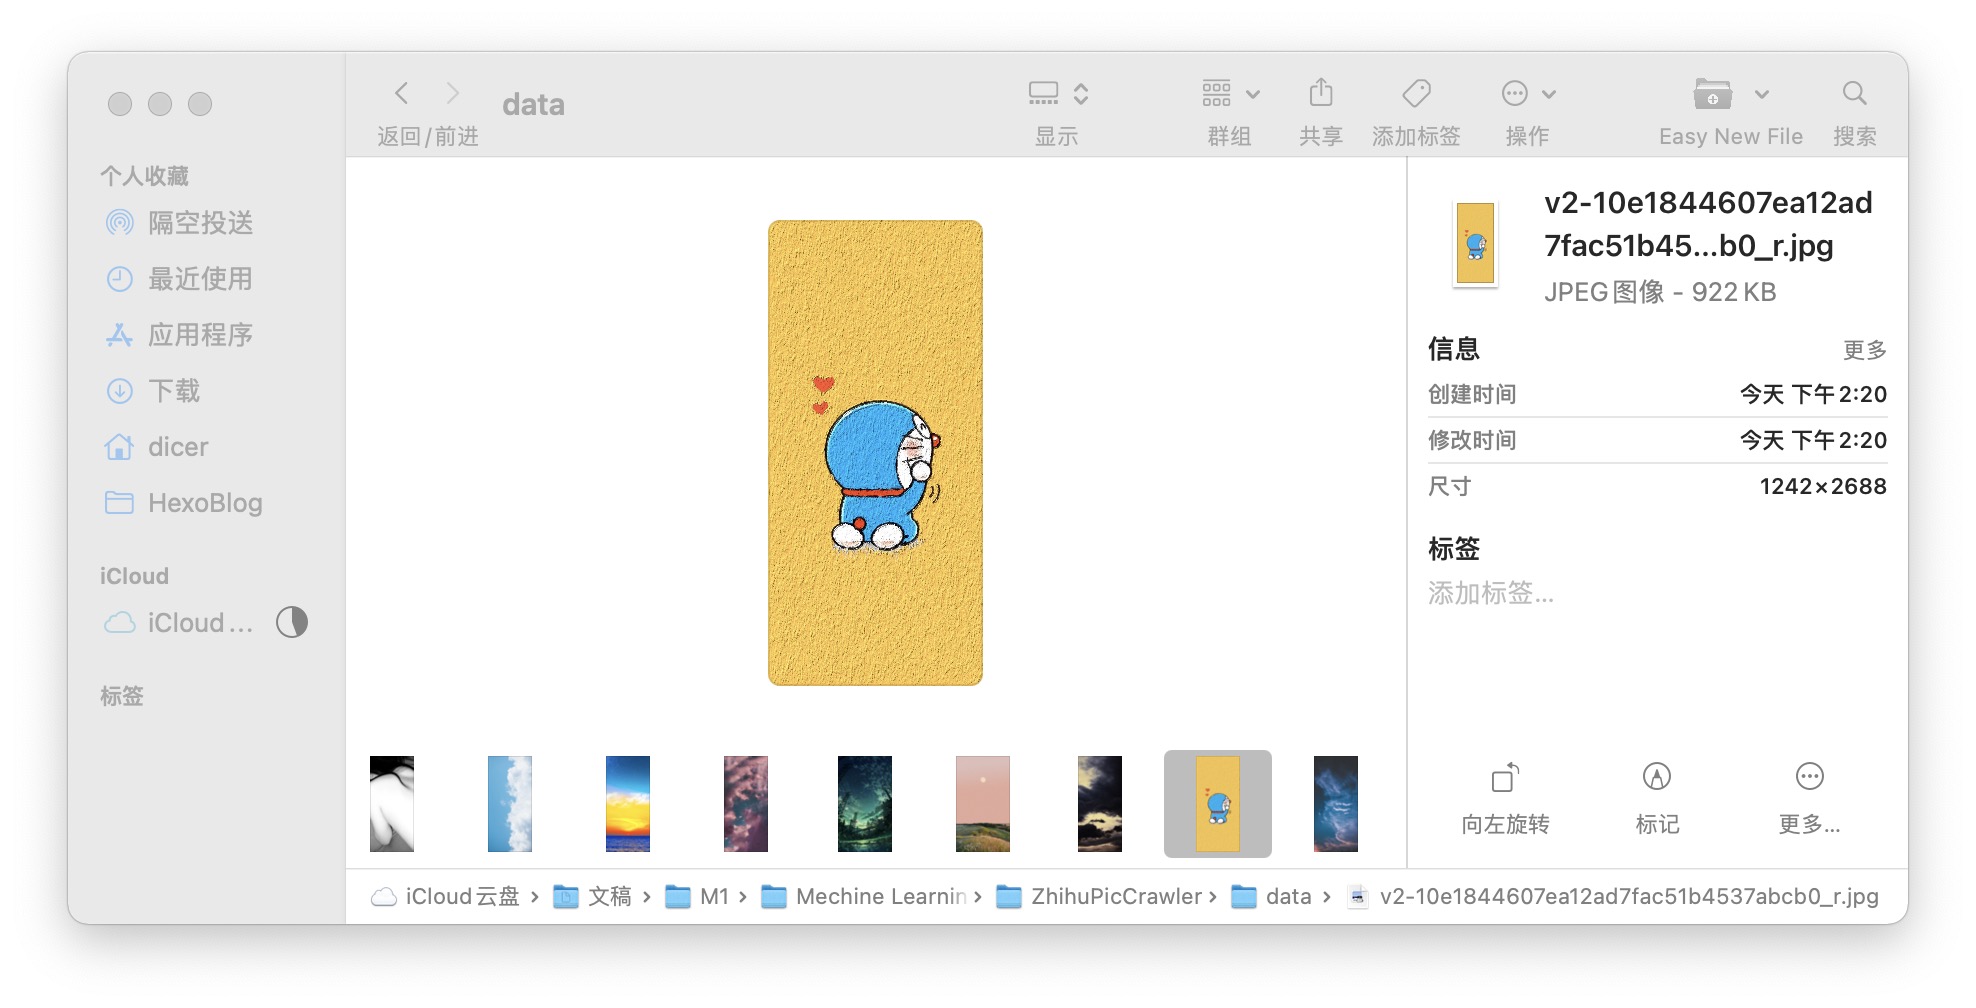 data
返回/前进
显示
群组
共享
添加标签
操作
Easy New File
搜索
个人收藏
隔空投送
最近使用
应用程序
下载
dicer
HexoBlog
iCloud
iCloud…
标签
v2-10e1844607ea12ad
7fac51b45...b0_r.jpg
JPEG图像 - 922 KB
信息
更多
创建时间
今天 下午2:20
修改时间
今天 下午2:20
尺寸
1242×2688
标签
添加标签...
向左旋转
标记
更多...
iCloud云盘 › 文稿 › M1 › Mechine Learnin › ZhihuPicCrawler › data › v2-10e1844607ea12ad7fac51b4537abcb0_r.jpg